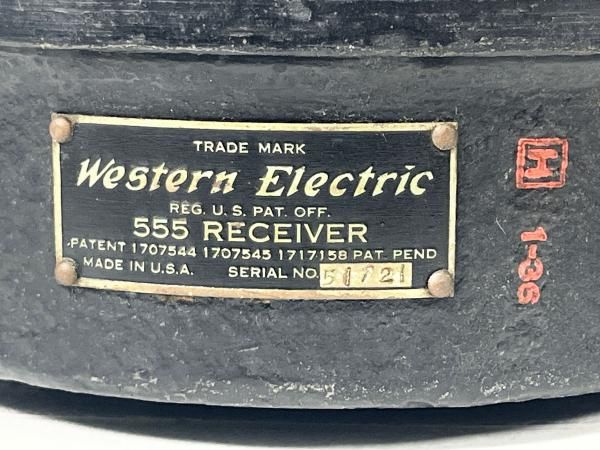 TRADE MARK
Western Electric
REG. U.S. PAT. OFF.
555 RECEIVER
PATENT 1707544 1707545 1717158 PAT. PEND
MADE IN U.S.A. SERIAL NO. 51721
H
1-36